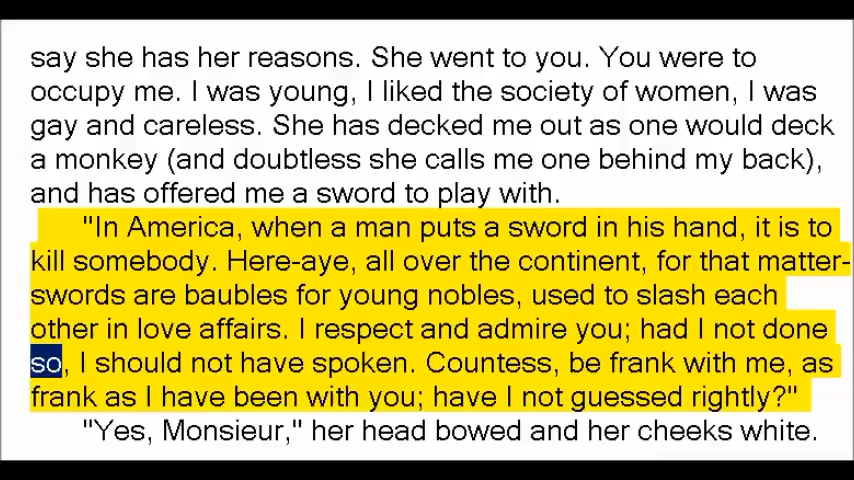 say she has her reasons. She went to you. You were to
occupy me. I was young, I liked the society of women, I was
gay and careless. She has decked me out as one would deck
a monkey (and doubtless she calls me one behind my back),
and has offered me a sword to play with.
"In America, when a man puts a sword in his hand, it is to
kill somebody. Here-aye, all over the continent, for that matter-
swords are baubles for young nobles, used to slash each
other in love affairs. I respect and admire you; had I not done
so, I should not have spoken. Countess, be frank with me, as
frank as I have been with you; have I not guessed rightly?"
"Yes, Monsieur," her head bowed and her cheeks white.